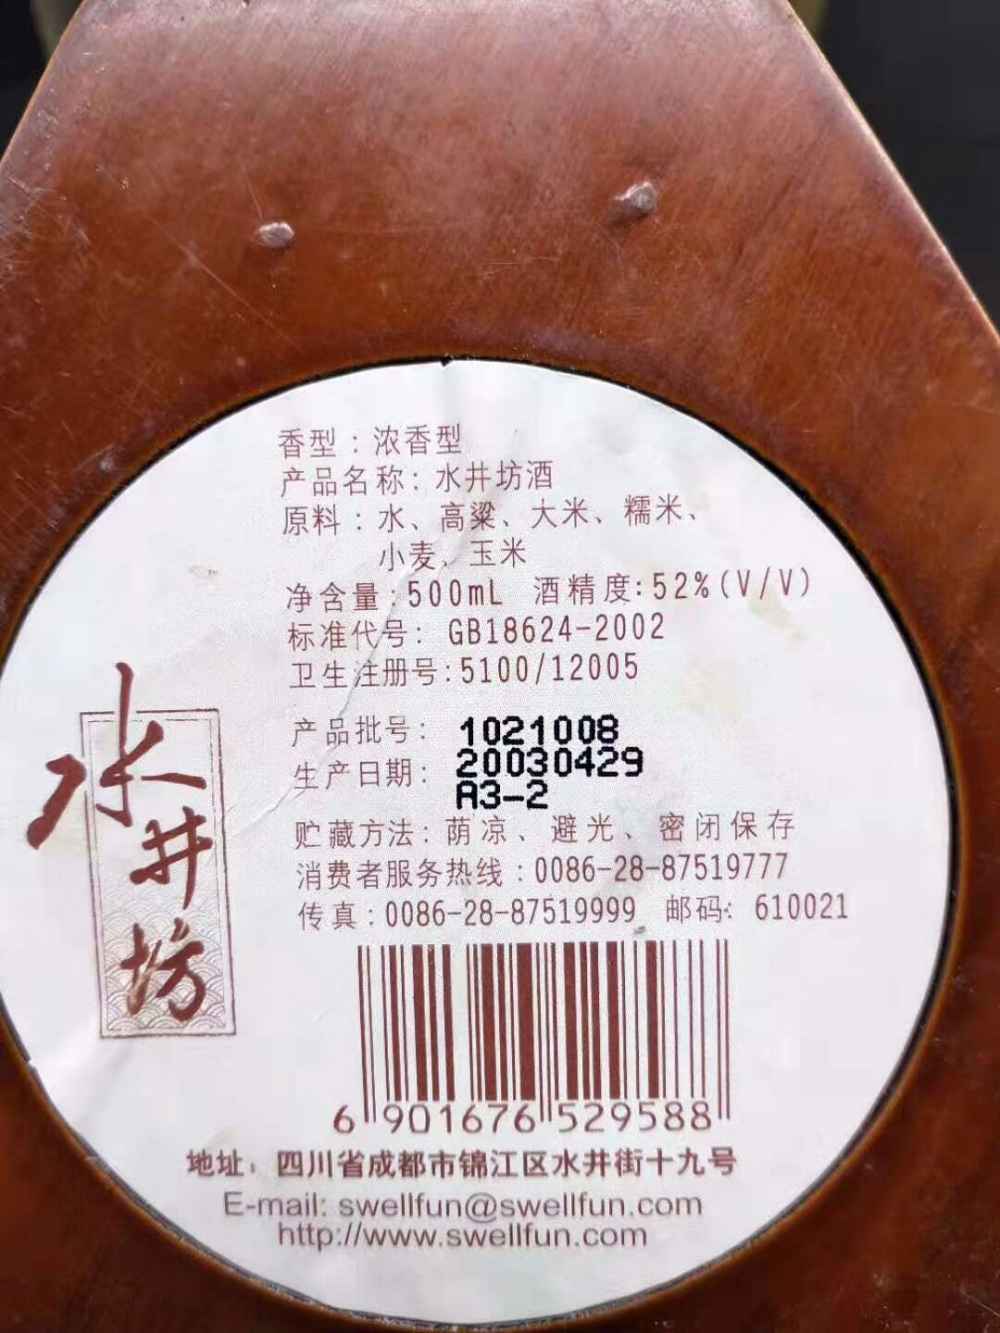 香型：浓香型
产品名称：水井坊酒
原料：水、高粱、大米、糯米、
小麦、玉米
净含量：500mL 酒精度：52%(V/V)
标准代号：GB18624-2002
卫生注册号：5100/12005
产品批号：1021008
生产日期：20030429
A3-2
贮藏方法：荫凉、避光、密闭保存
消费者服务热线：0086-28-87519777
传真：0086-28-87519999 邮码：610021
水井坊
6 901676 529588
地址：四川省成都市锦江区水井街十九号
E-mail: swellfun@swellfun.com
http://www.swellfun.com